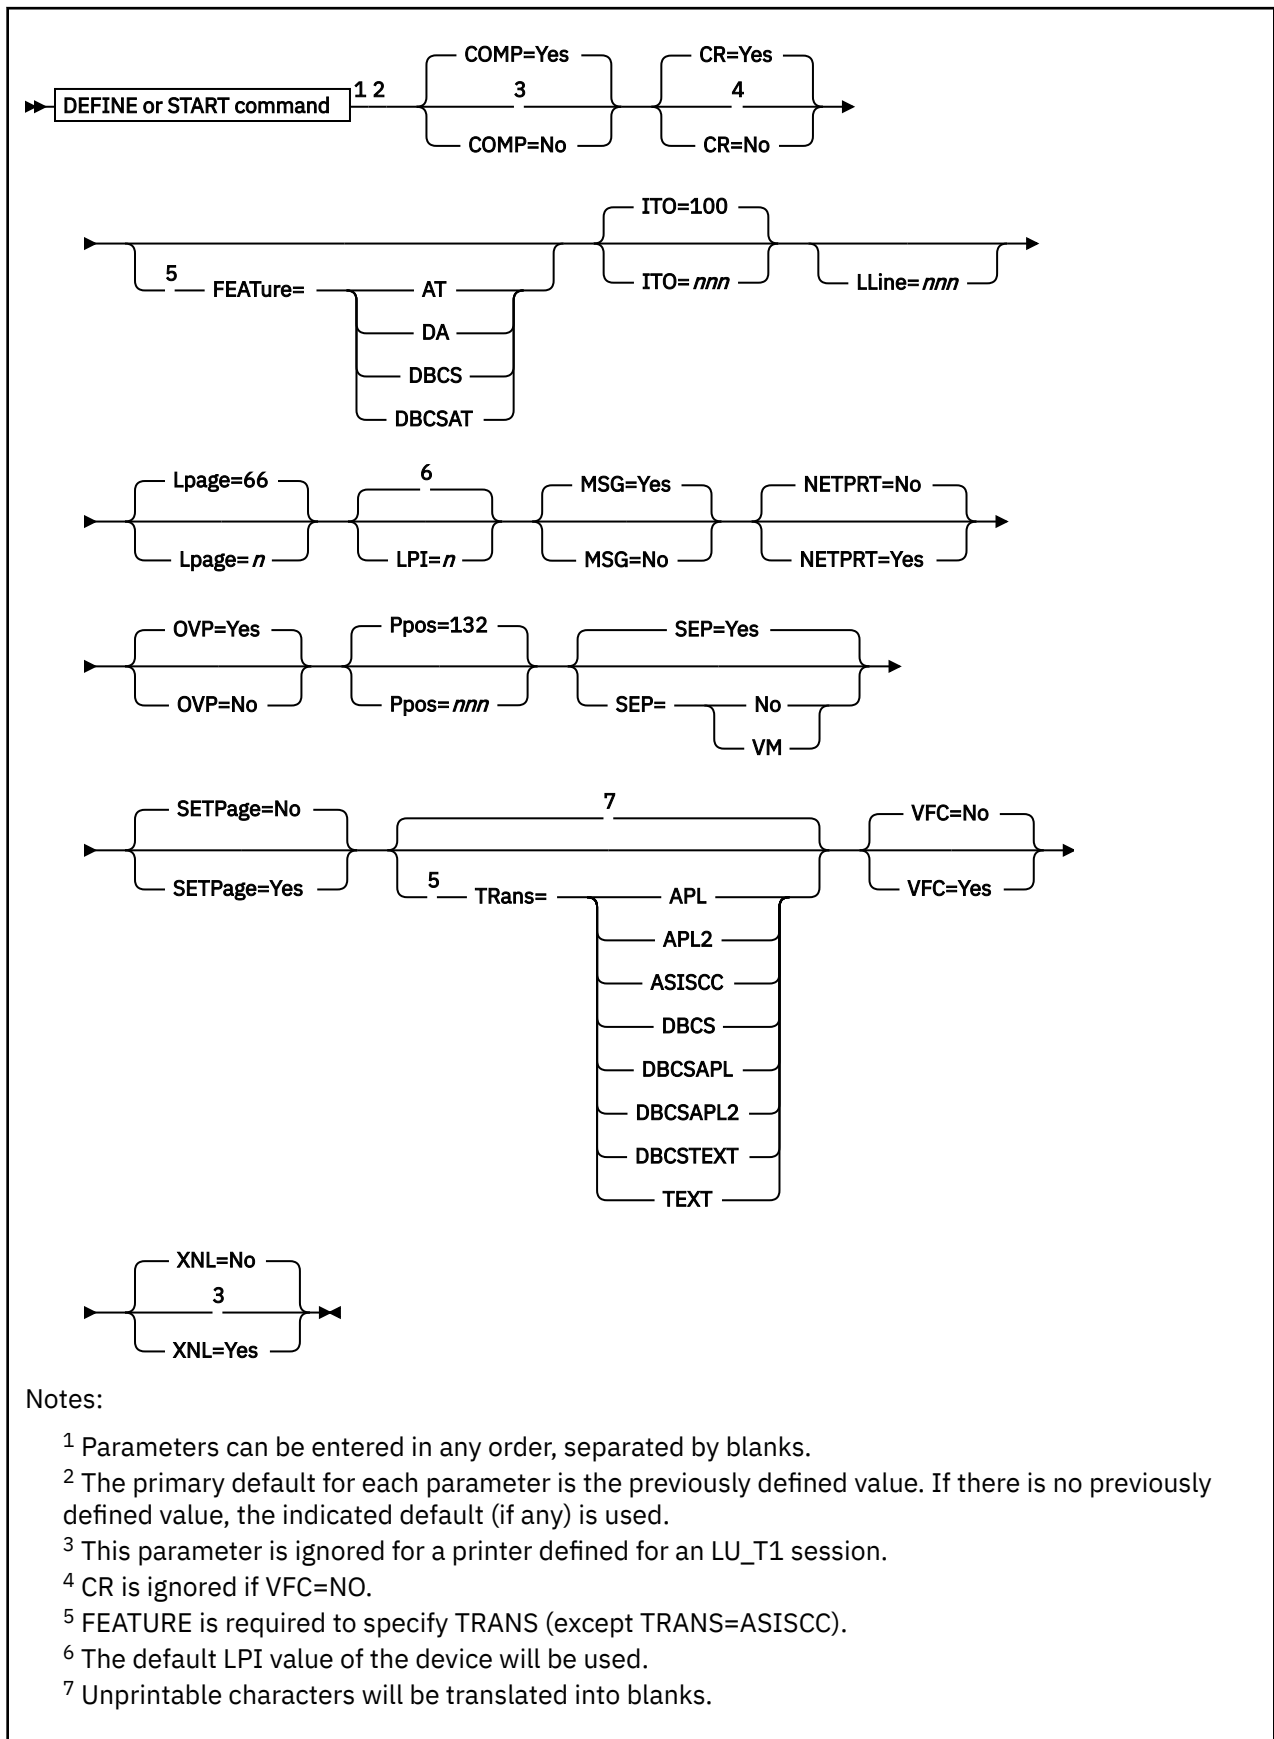 COMP=Yes CR=Yes
DEFINE or START command 1 2 3 4
COMP=No CR=No
ITO=100
5 FEATure= AT ITO=nnn LLine=nnn
DA
DBCS
DBCSAT
Lpage=66 6 MSG=Yes NETPRT=No
Lpage=n LPI=n MSG=No NETPRT=Yes
OVP=Yes Ppos=132 SEP=Yes
OVP=No Ppos=nnn SEP= No
VM
SETPage=No 7 VFC=No
SETPage=Yes 5 TRans= APL VFC=Yes
APL2
ASISCC
DBCS
DBCSAPL
DBCSAPL2
DBCSTEXT
TEXT
XNL=No
3
XNL=Yes
Notes:
1 Parameters can be entered in any order, separated by blanks.
2 The primary default for each parameter is the previously defined value. If there is no previously
defined value, the indicated default (if any) is used.
3 This parameter is ignored for a printer defined for an LU_T1 session.
4 CR is ignored if VFC=NO.
5 FEATURE is required to specify TRANS (except TRANS=ASISCC).
6 The default LPI value of the device will be used.
7 Unprintable characters will be translated into blanks.